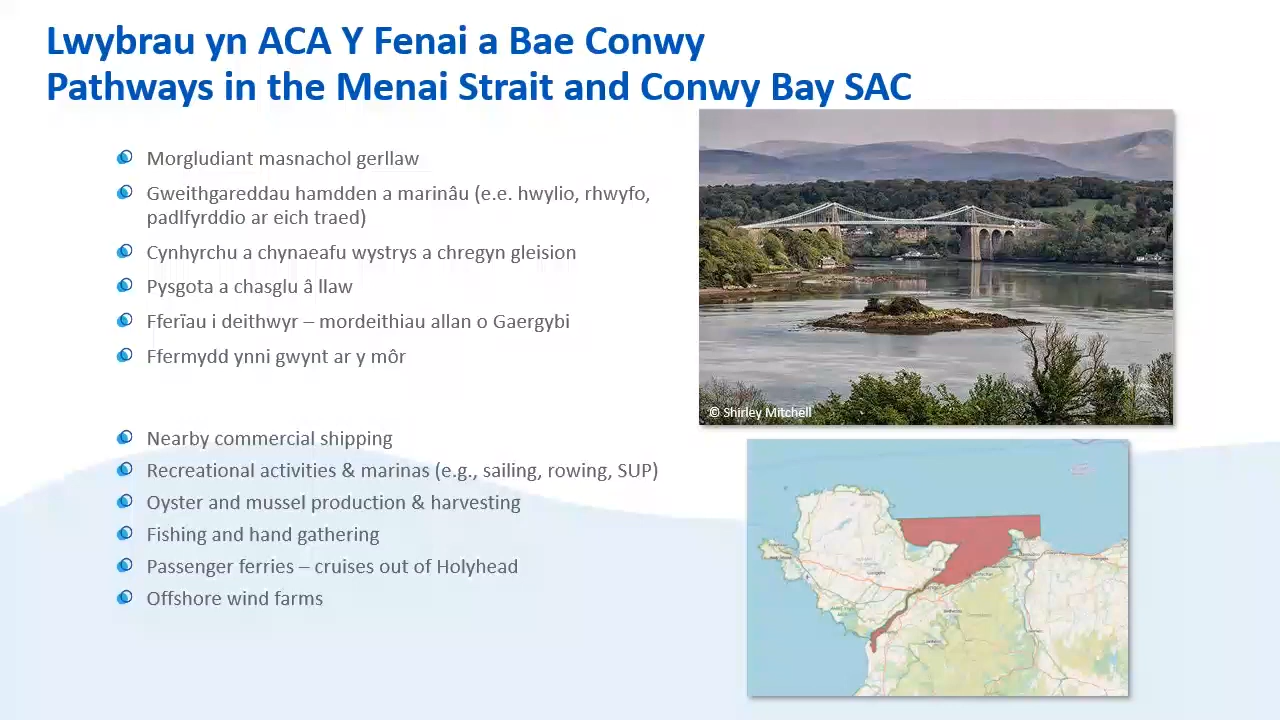 Lwybrau yn ACA Y Fenai a Bae Conwy
Pathways in the Menai Strait and Conwy Bay SAC
Morgludiant masnachol gerllaw
Gweithgareddau hamdden a marinâu (e.e. hwylio, rhwyfo,
padlfyrddio ar eich traed)
Cynhyrchu a chynaeafu wystrys a chregyn gleision
Pysgota a chasglu â llaw
Fferïau i deithwyr – mordeithiau allan o Gaergybi
Ffermydd ynni gwynt ar y môr
Nearby commercial shipping
Recreational activities & marinas (e.g., sailing, rowing, SUP)
Oyster and mussel production & harvesting
Fishing and hand gathering
Passenger ferries – cruises out of Holyhead
Offshore wind farms
© Shirley Mitchell